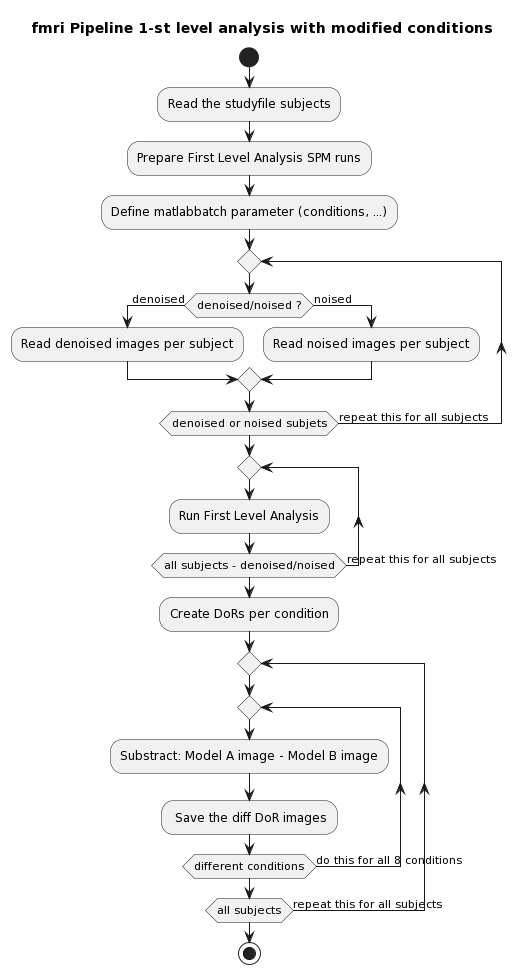 fmri Pipeline 1-st level analysis with modified conditions
Read the studyfile subjects
Prepare First Level Analysis SPM runs
Define matlabbatch parameter (conditions, ...)
denoised
denoised/noised ?
noised
Read denoised images per subject
Read noised images per subject
denoised or noised subjets
repeat this for all subjects
Run First Level Analysis
all subjects - denoised/noised
repeat this for all subjects
Create DoRs per condition
Substract: Model A image - Model B image
Save the diff DoR images
different conditions
do this for all 8 conditions
all subjects
repeat this for all subjects